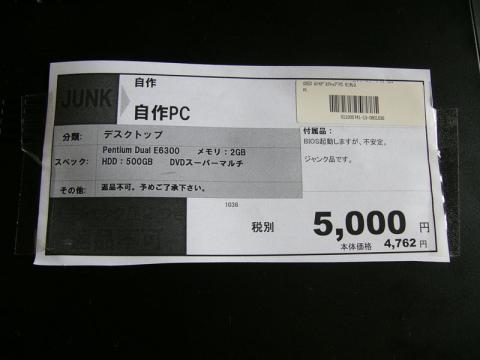 JUNK
自作
自作PC
分類: デスクトップ
スペック: Pentium Dual E6300 メモリ:2GB
HDD:500GB DVDスーパーマルチ
その他: 返品不可。予めご了承下さい。
付属品:
BIOS起動しますが、不安定。
ジャンク品です。
1036
税別 5,000 円
本体価格 4,762 円